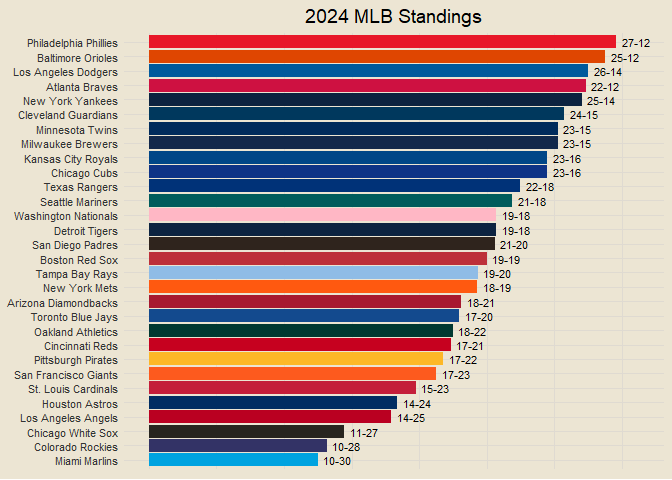 2024 MLB Standings
Philadelphia Phillies 27-12
Baltimore Orioles 25-12
Los Angeles Dodgers 26-14
Atlanta Braves 22-12
New York Yankees 25-14
Cleveland Guardians 24-15
Minnesota Twins 23-15
Milwaukee Brewers 23-15
Kansas City Royals 23-16
Chicago Cubs 23-16
Texas Rangers 22-18
Seattle Mariners 21-18
Washington Nationals 19-18
Detroit Tigers 19-18
San Diego Padres 21-20
Boston Red Sox 19-19
Tampa Bay Rays 19-20
New York Mets 18-19
Arizona Diamondbacks 18-21
Toronto Blue Jays 17-20
Oakland Athletics 18-22
Cincinnati Reds 17-21
Pittsburgh Pirates 17-22
San Francisco Giants 17-23
St. Louis Cardinals 15-23
Houston Astros 14-24
Los Angeles Angels 14-25
Chicago White Sox 11-27
Colorado Rockies 10-28
Miami Marlins 10-30